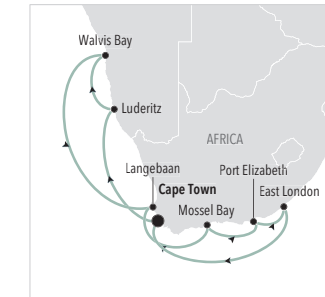 Walvis Bay
Luderitz
AFRICA
Langebaan
Port Elizabeth
Cape Town
East London
Mossel Bay